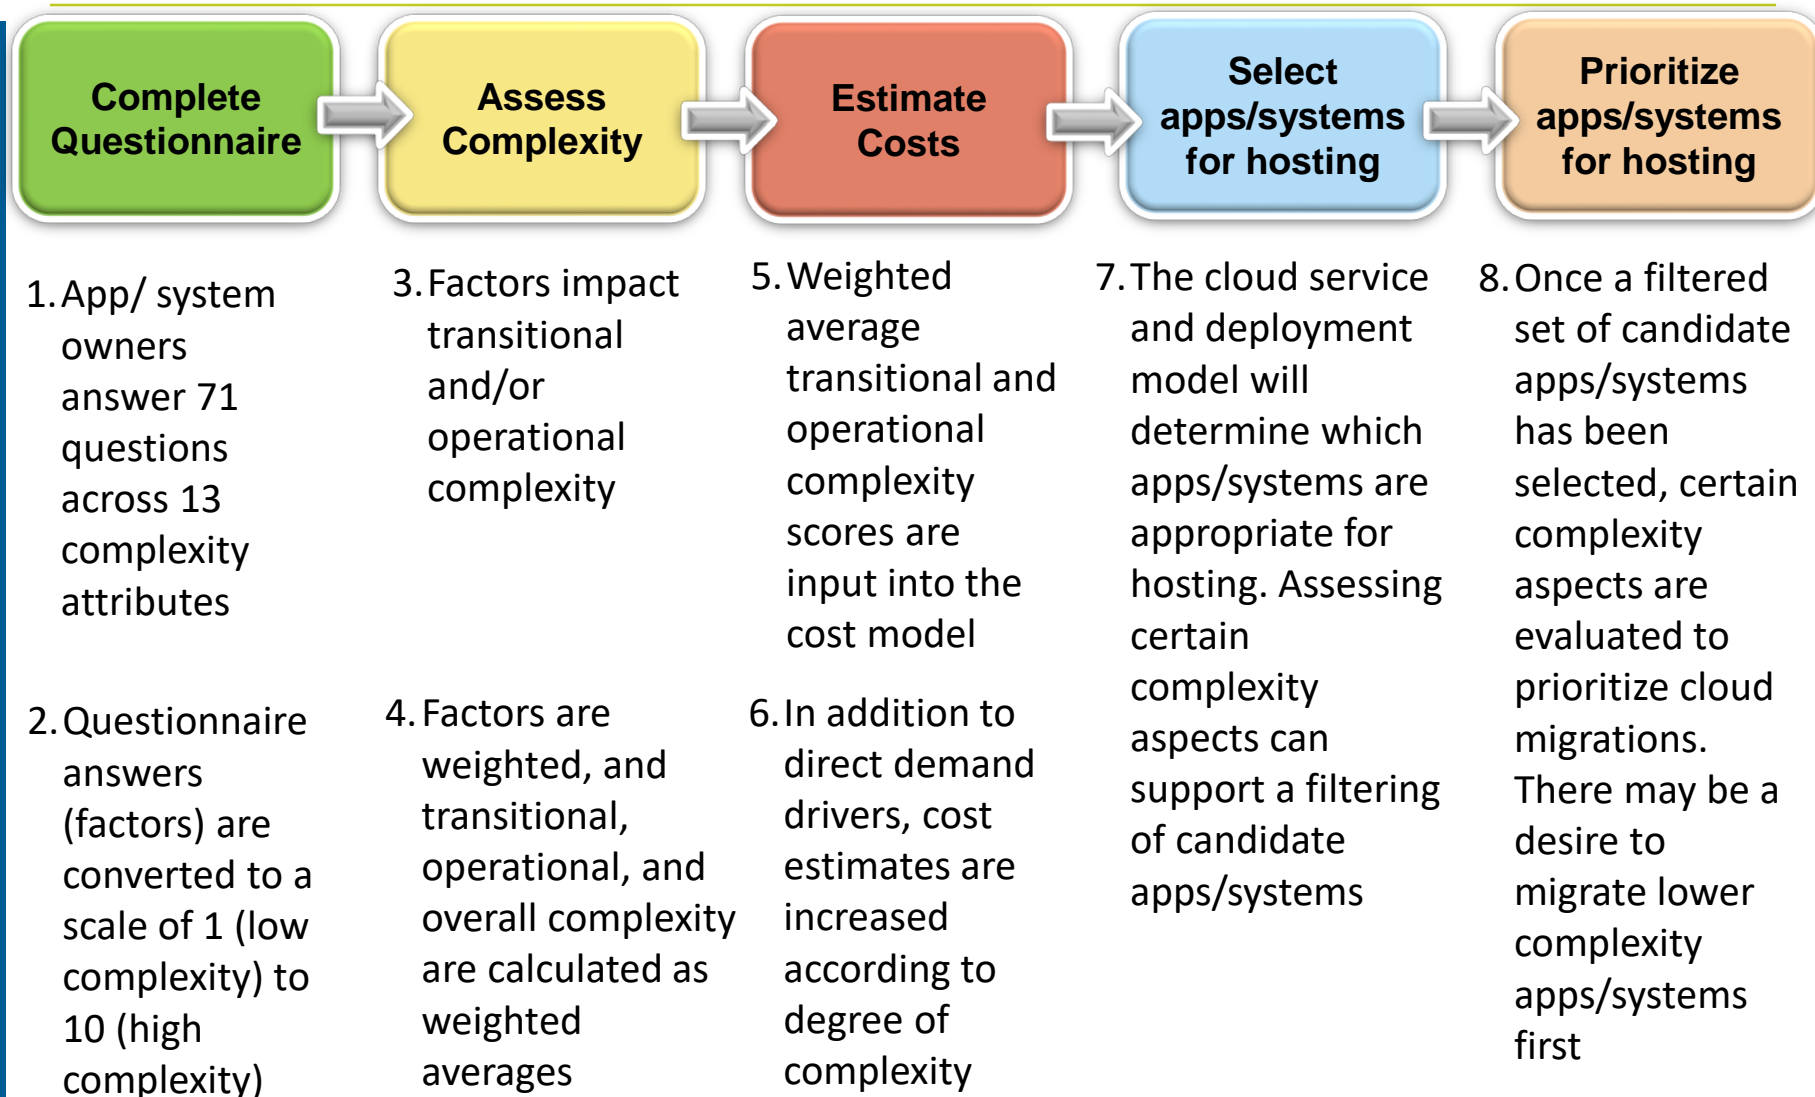 Complete
Questionnaire
Assess
Complexity
Estimate
Costs
Select
apps/systems
for hosting
Prioritize
apps/systems
for hosting
1. App/ system
owners
answer 71
questions
across 13
complexity
attributes
2. Questionnaire
answers
(factors) are
converted to a
scale of 1 (low
complexity) to
10 (high
complexity)
3. Factors impact
transitional
and/or
operational
complexity
4. Factors are
weighted, and
transitional,
operational, and
overall complexity
are calculated as
weighted
averages
5. Weighted
average
transitional and
operational
complexity
scores are
input into the
cost model
6. In addition to
direct demand
drivers, cost
estimates are
increased
according to
degree of
complexity
7. The cloud service
and deployment
model will
determine which
apps/systems are
appropriate for
hosting. Assessing
certain
complexity
aspects can
support a filtering
of candidate
apps/systems
8. Once a filtered
set of candidate
apps/systems
has been
selected, certain
complexity
aspects are
evaluated to
prioritize cloud
migrations.
There may be a
desire to
migrate lower
complexity
apps/systems
first